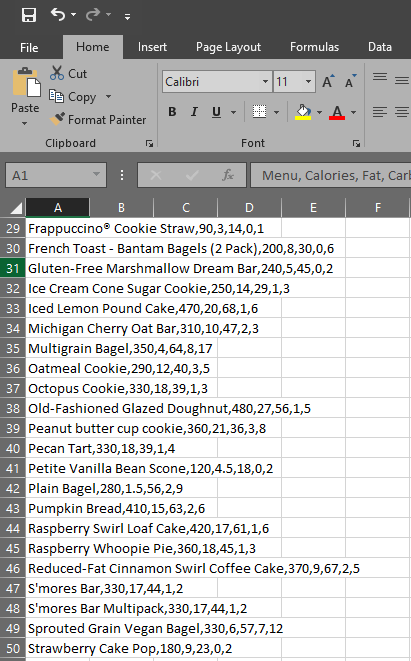 File Home Insert Page Layout Formulas Data
Cut
Copy
Paste
Format Painter
Clipboard
Calibri 11 A A
B I U A
Font
A1 fx Menu, Calories, Fat, Carl
A B C D E F
29 Frappuccino® Cookie Straw,90,3,14,0,1
30 French Toast - Bantam Bagels (2 Pack),200,8,30,0,6
31 Gluten-Free Marshmallow Dream Bar,240,5,45,0,2
32 Ice Cream Cone Sugar Cookie,250,14,29,1,3
33 Iced Lemon Pound Cake,470,20,68,1,6
34 Michigan Cherry Oat Bar,310,10,47,2,3
35 Multigrain Bagel,350,4,64,8,17
36 Oatmeal Cookie,290,12,40,3,5
37 Octopus Cookie,330,18,39,1,3
38 Old-Fashioned Glazed Doughnut,480,27,56,1,5
39 Peanut butter cup cookie,360,21,36,3,8
40 Pecan Tart,330,18,39,1,4
41 Petite Vanilla Bean Scone,120,4.5,18,0,2
42 Plain Bagel,280,1.5,56,2,9
43 Pumpkin Bread,410,15,63,2,6
44 Raspberry Swirl Loaf Cake,420,17,61,1,6
45 Raspberry Whoopie Pie,360,18,45,1,3
46 Reduced-Fat Cinnamon Swirl Coffee Cake,370,9,67,2,5
47 S'mores Bar,330,17,44,1,2
48 S'mores Bar Multipack,330,17,44,1,2
49 Sprouted Grain Vegan Bagel,330,6,57,7,12
50 Strawberry Cake Pop,180,9,23,0,2